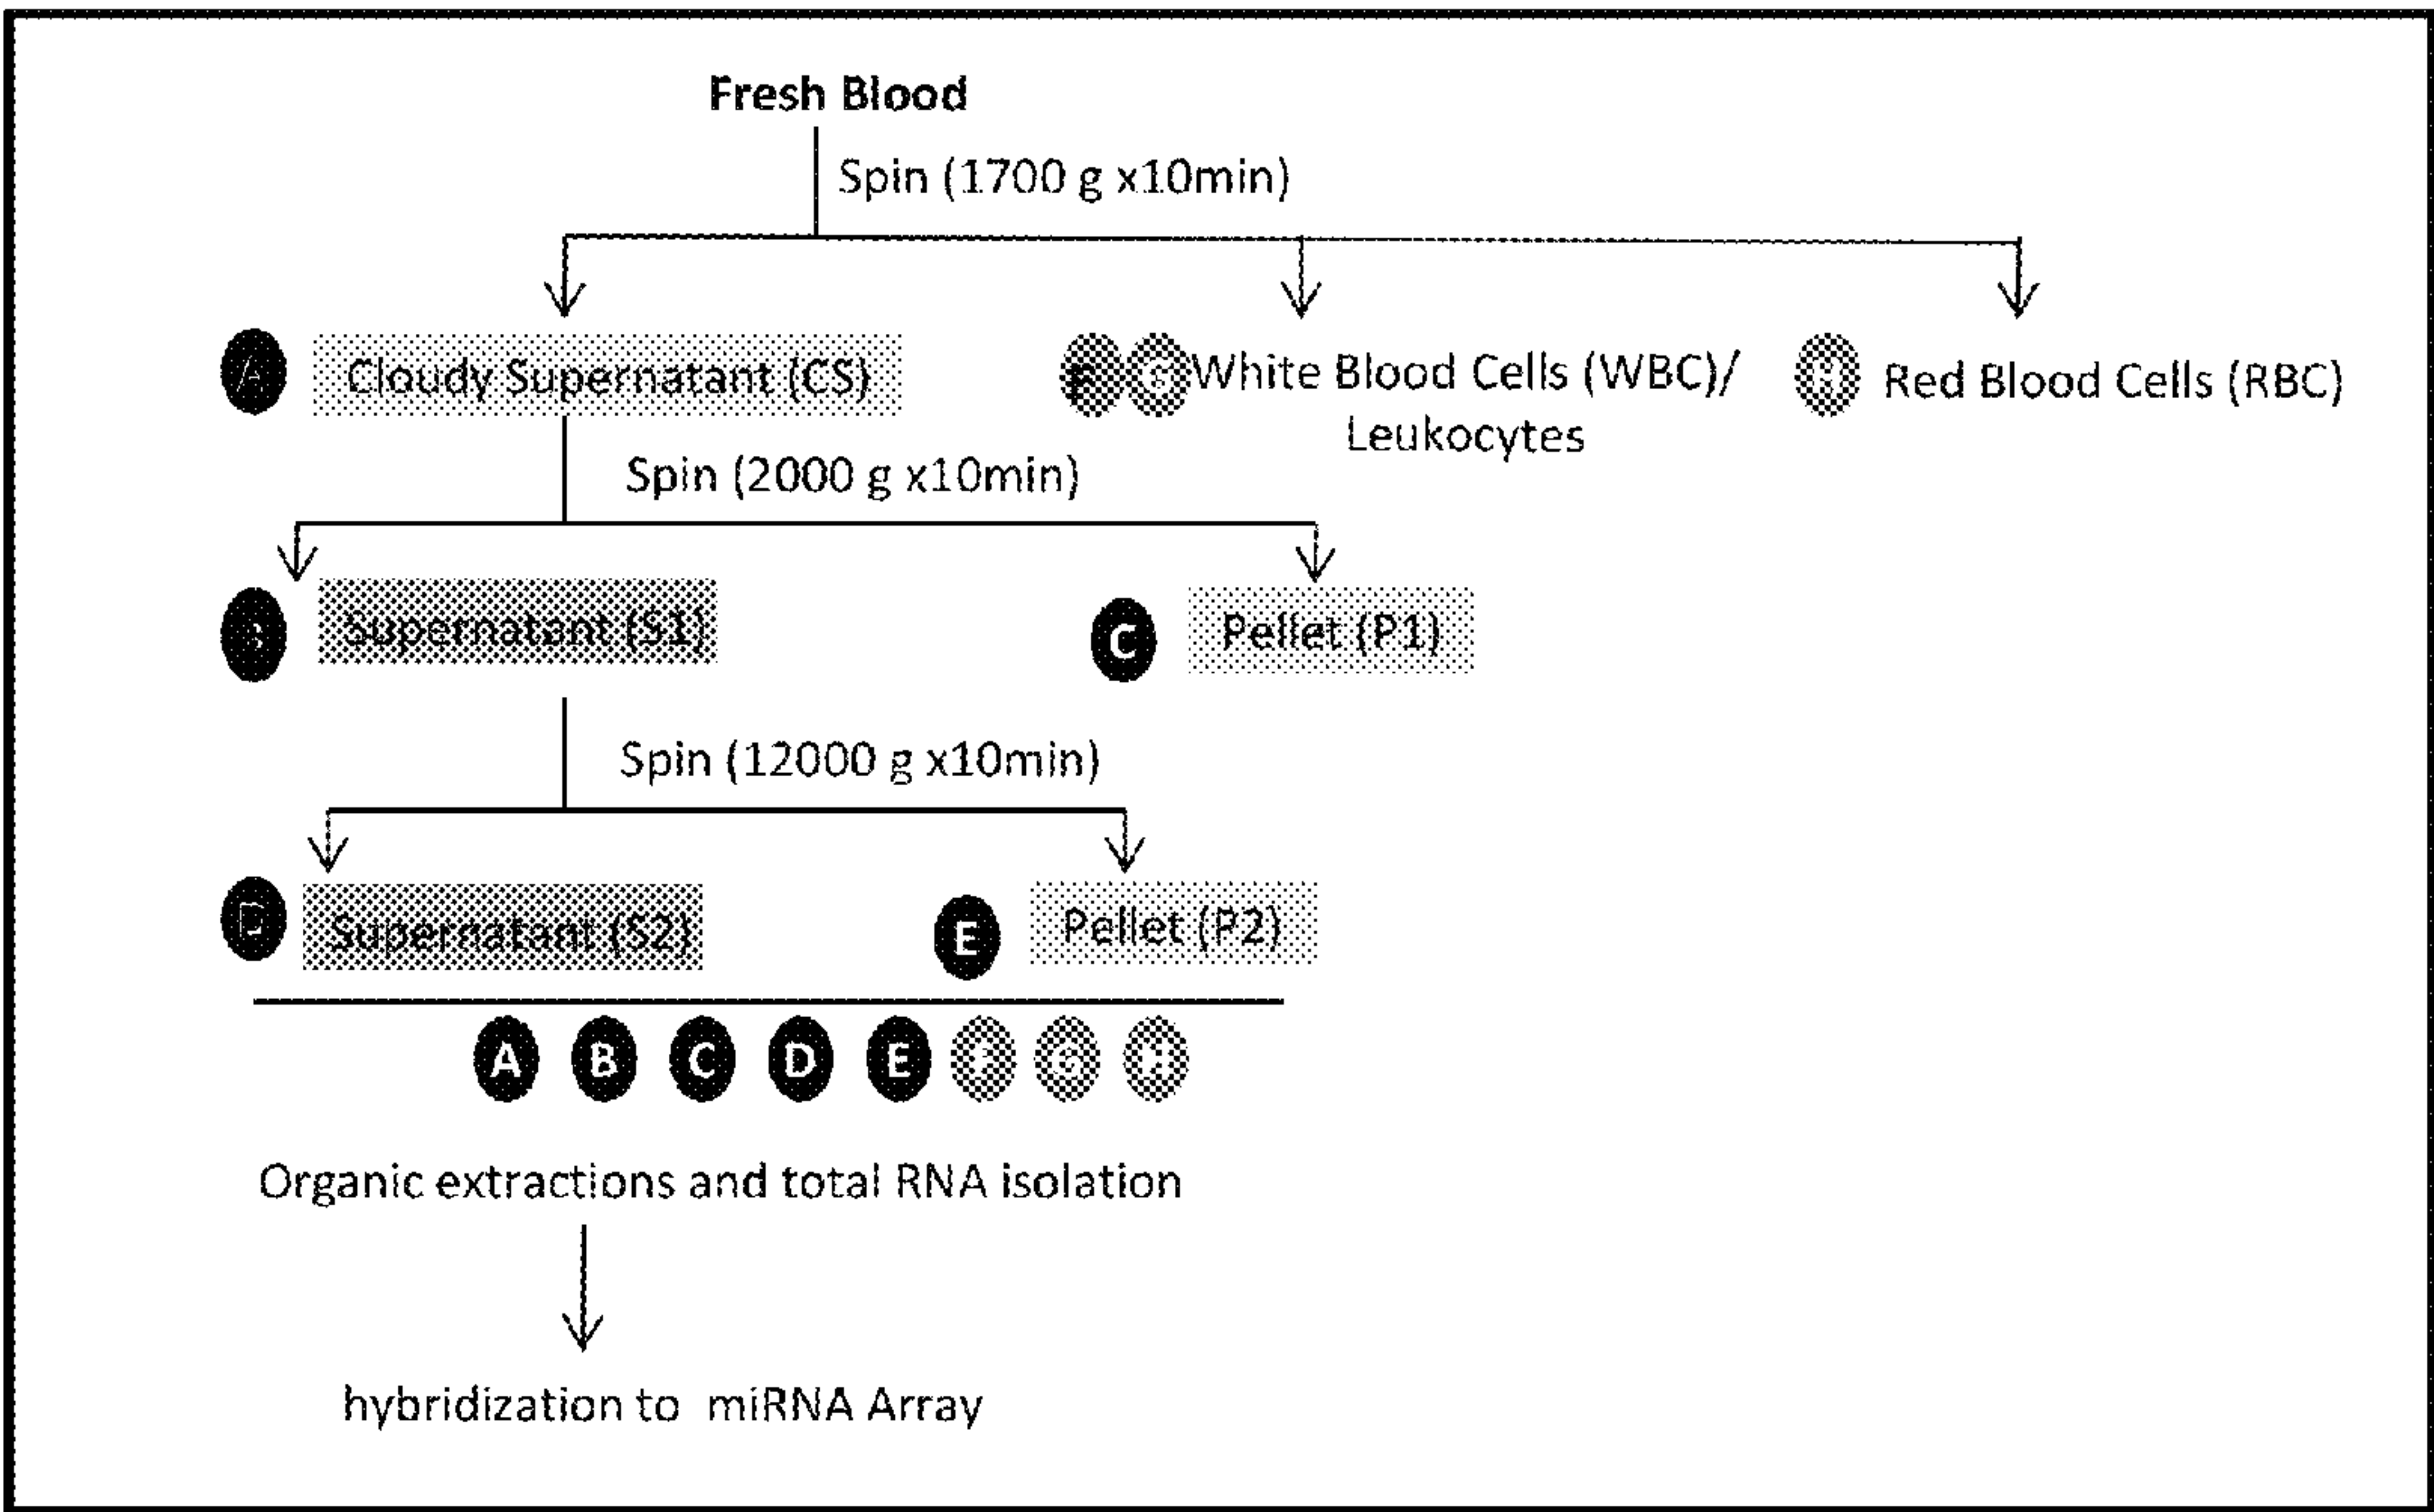 Fresh Blood
Spin (1700 g x10min)
A Cloudy Supernatant (CS)
F G White Blood Cells (WBC)/
Leukocytes
H Red Blood Cells (RBC)
Spin (2000 g x10min)
B Supernatant (S1)
C Pellet (P1)
Spin (12000 g x10min)
D Supernatant (S2)
E Pellet (P2)
A B C D E F G H
Organic extractions and total RNA isolation
hybridization to miRNA Array